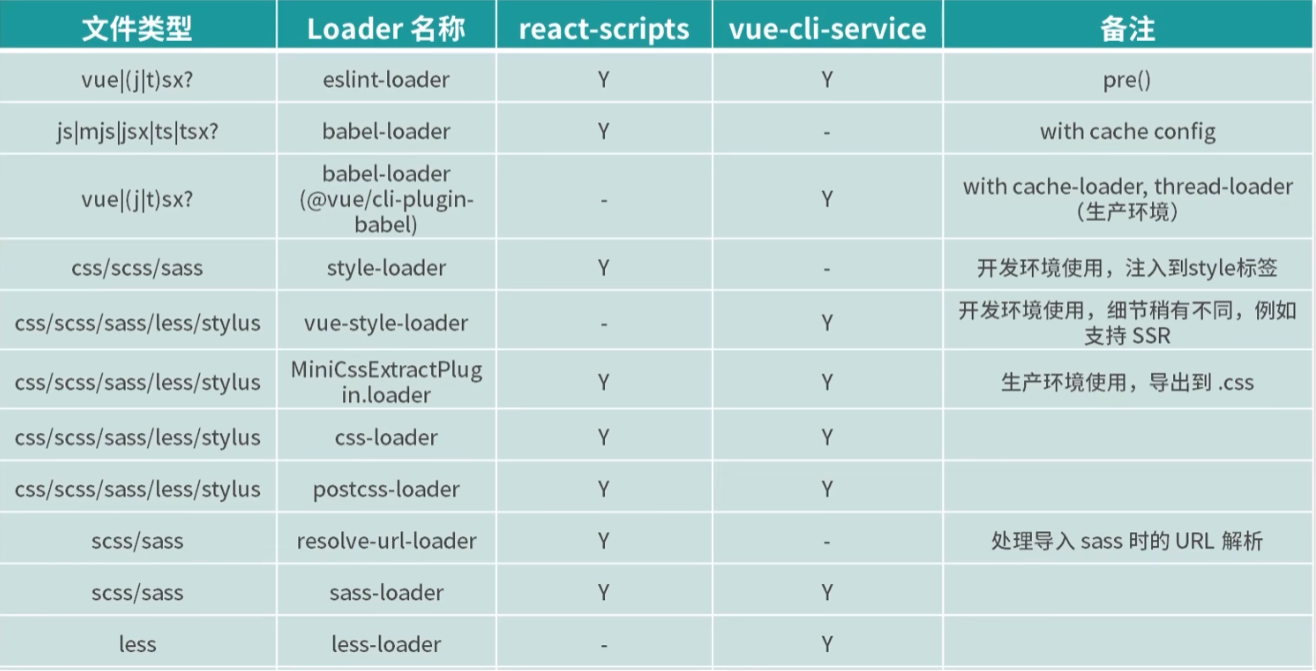 文件类型 Loader 名称 react-scripts vue-cli-service 备注
vue|(j|t)sx? eslint-loader Y Y pre()
js|mjs|jsx|ts|tsx? babel-loader Y - with cache config
vue|(j|t)sx? babel-loader
(@vue/cli-plugin-
babel) - Y with cache-loader, thread-loader
（生产环境）
css/scss/sass style-loader Y - 开发环境使用，注入到style标签
css/scss/sass/less/stylus vue-style-loader - Y 开发环境使用，细节稍有不同，例如
支持 SSR
css/scss/sass/less/stylus MiniCssExtractPlug
in.loader Y Y 生产环境使用，导出到 .css
css/scss/sass/less/stylus css-loader Y Y
css/scss/sass/less/stylus postcss-loader Y Y
scss/sass resolve-url-loader Y - 处理导入 sass 时的 URL 解析
scss/sass sass-loader Y Y
less less-loader - Y